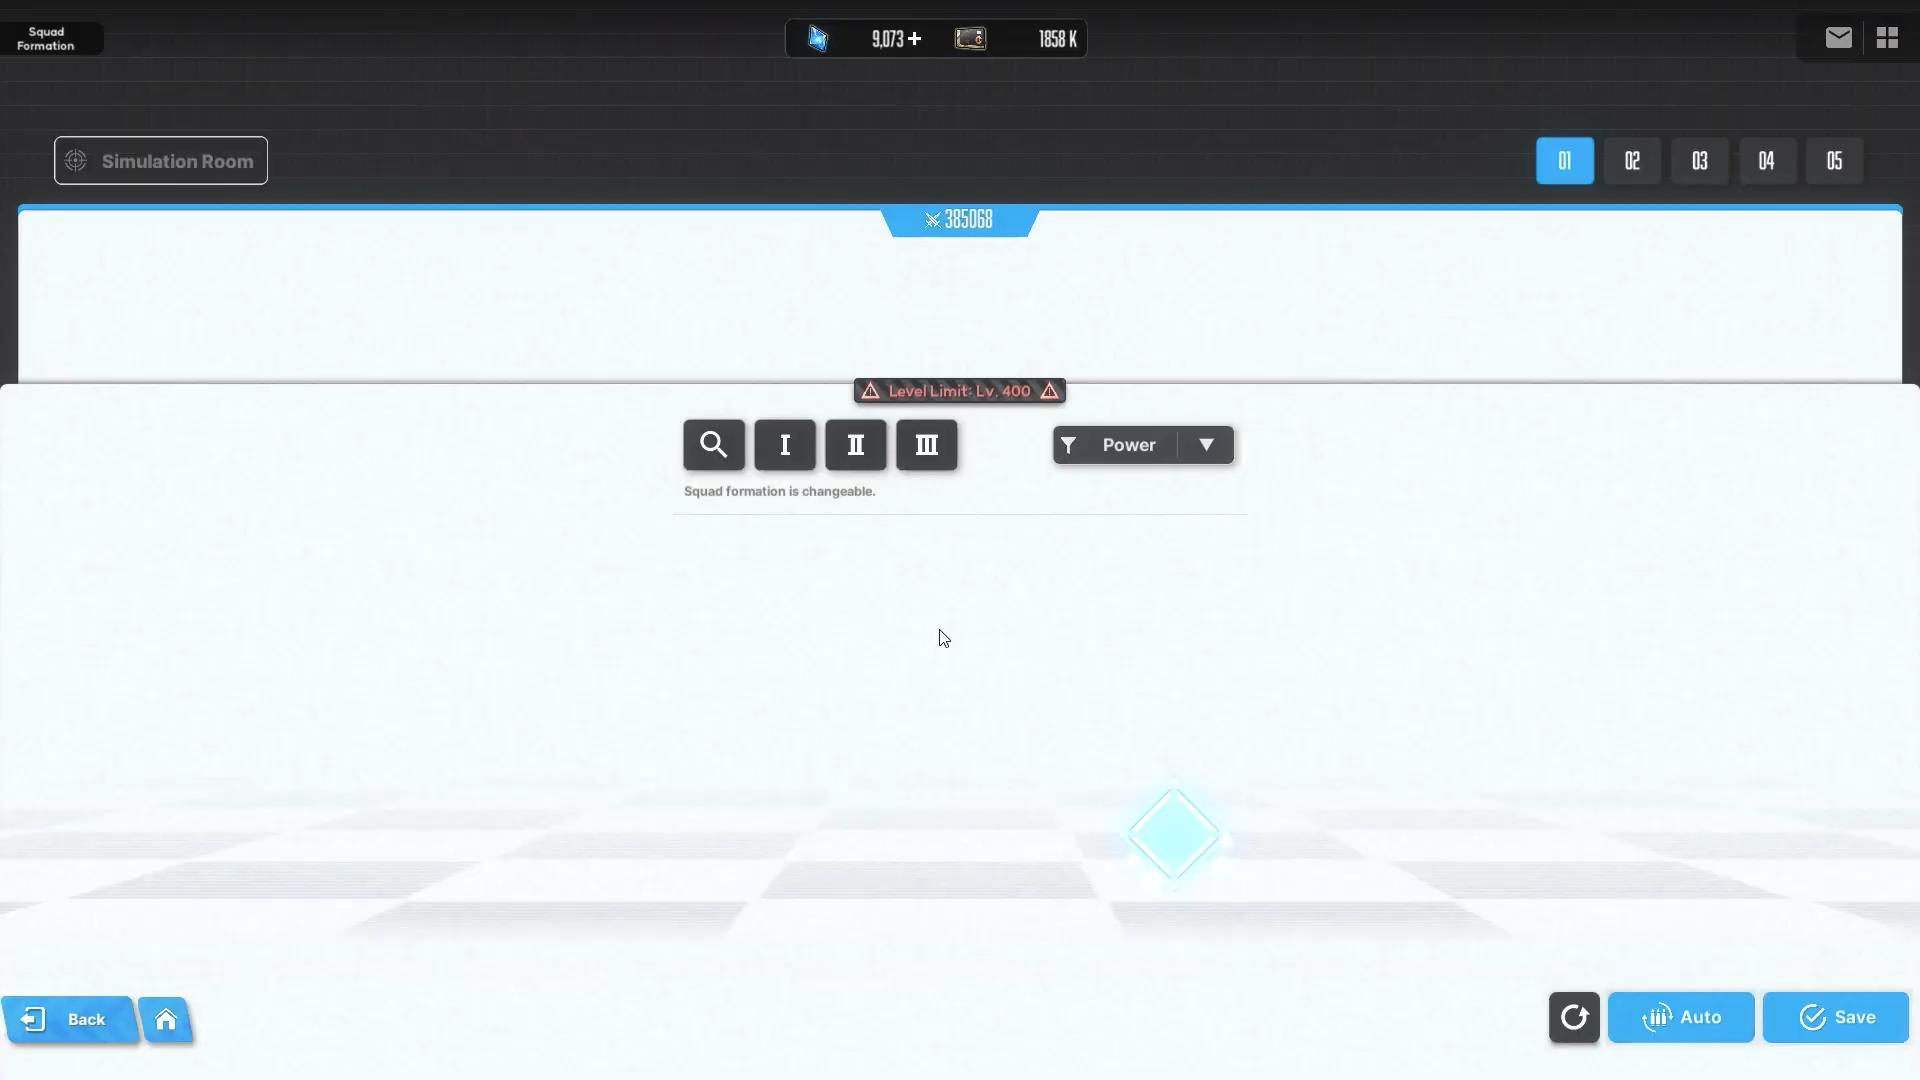 Squad
Formation
9,073 +
1858 K
Simulation Room
01
02
03
04
05
385068
Level Limit: Lv. 400
I
II
III
Power
Squad formation is changeable.
Back
Auto
Save